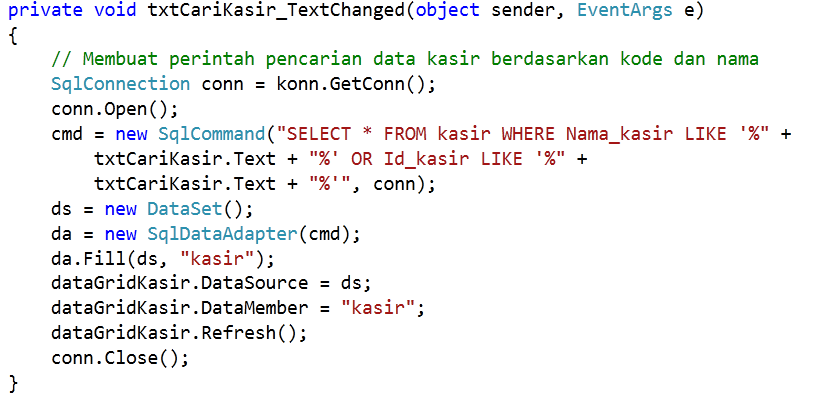 private void txtCariKasir_TextChanged(object sender, EventArgs e)
{
    // Membuat perintah pencarian data kasir berdasarkan kode dan nama
    SqlConnection conn = konn.GetConn();
    conn.Open();
    cmd = new SqlCommand("SELECT * FROM kasir WHERE Nama_kasir LIKE '%" +
        txtCariKasir.Text + "%' OR Id_kasir LIKE '%" +
        txtCariKasir.Text + "%'", conn);
    ds = new DataSet();
    da = new SqlDataAdapter(cmd);
    da.Fill(ds, "kasir");
    dataGridKasir.DataSource = ds;
    dataGridKasir.DataMember = "kasir";
    dataGridKasir.Refresh();
    conn.Close();
}